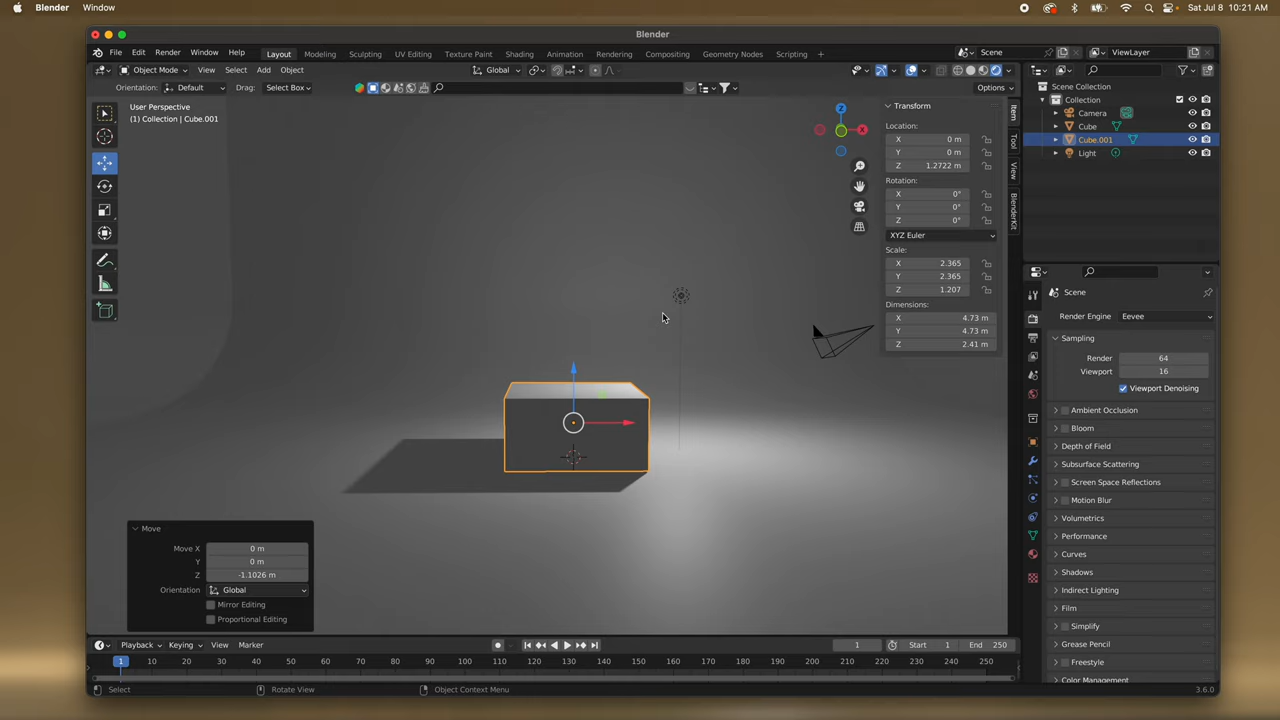 Blender Window Sat Jul 8 10:21 AM
Blender
File Edit Render Window Help Layout Modeling Sculpting UV Editing Texture Paint Shading Animation Rendering Compositing Geometry Nodes Scripting + Scene ViewLayer
Object Mode View Select Add Object Global
Orientation: Default Drag: Select Box Options
User Perspective
(1) Collection | Cube.001
Z
X
Transform
Location:
X 0 m
Y 0 m
Z 1.2722 m
Rotation:
X 0°
Y 0°
Z 0°
XYZ Euler
Scale:
X 2.365
Y 2.365
Z 1.207
Dimensions:
X 4.73 m
Y 4.73 m
Z 2.41 m
Item
Tool
View
BlenderKit
Scene Collection
Collection
Camera
Cube
Cube.001
Light
Scene
Render Engine Eevee
Sampling
Render 64
Viewport 16
Viewport Denoising
Ambient Occlusion
Bloom
Depth of Field
Subsurface Scattering
Screen Space Reflections
Motion Blur
Volumetrics
Performance
Curves
Shadows
Indirect Lighting
Film
Simplify
Grease Pencil
Freestyle
Color Management
Move
Move X 0 m
Y 0 m
Z -1.1026 m
Orientation Global
Mirror Editing
Proportional Editing
Playback Keying View Marker 1 Start 1 End 250
1 10 20 30 40 50 60 70 80 90 100 110 120 130 140 150 160 170 180 190 200 210 220 230 240 250
Select Rotate View Object Context Menu 3.6.0